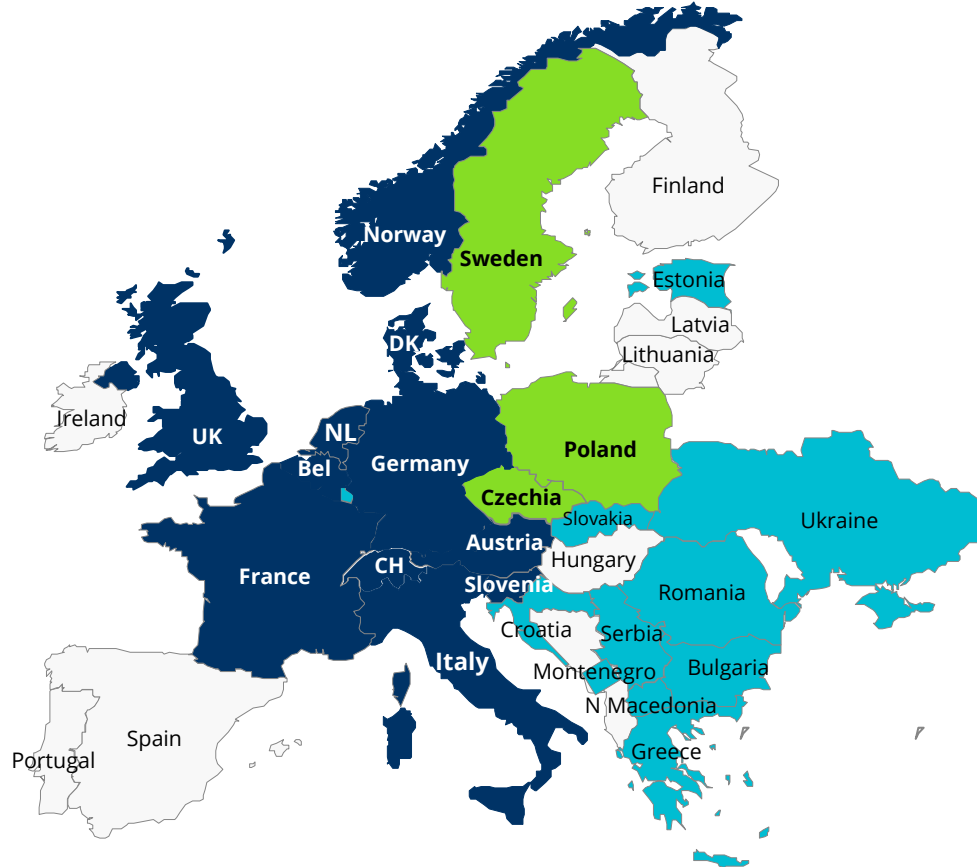 Finland
Norway
Sweden
Estonia
Latvia
DK
Lithuania
Ireland
UK
NL
Bel
Germany
Poland
Czechia
Slovakia
Ukraine
Austria
Hungary
CH
France
Slovenia
Romania
Croatia
Serbia
Italy
Montenegro
Bulgaria
N Macedonia
Spain
Portugal
Greece